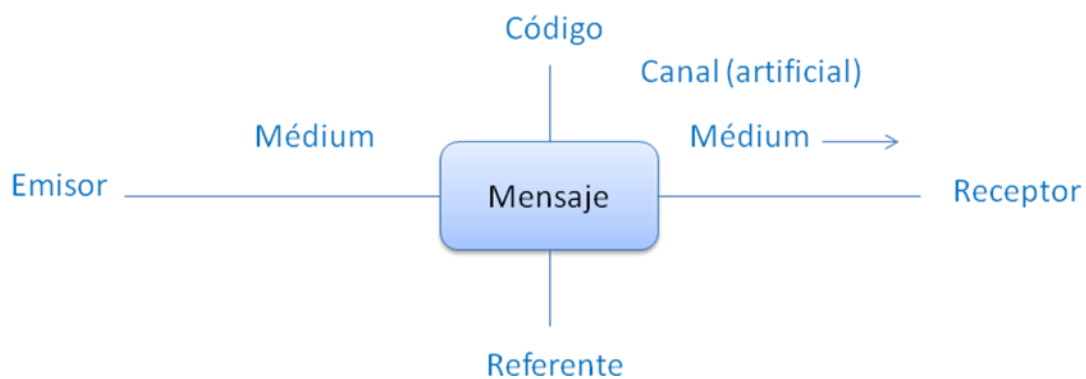 Código
Canal (artificial)
Médium
Médium
Emisor
Mensaje
Receptor
Referente